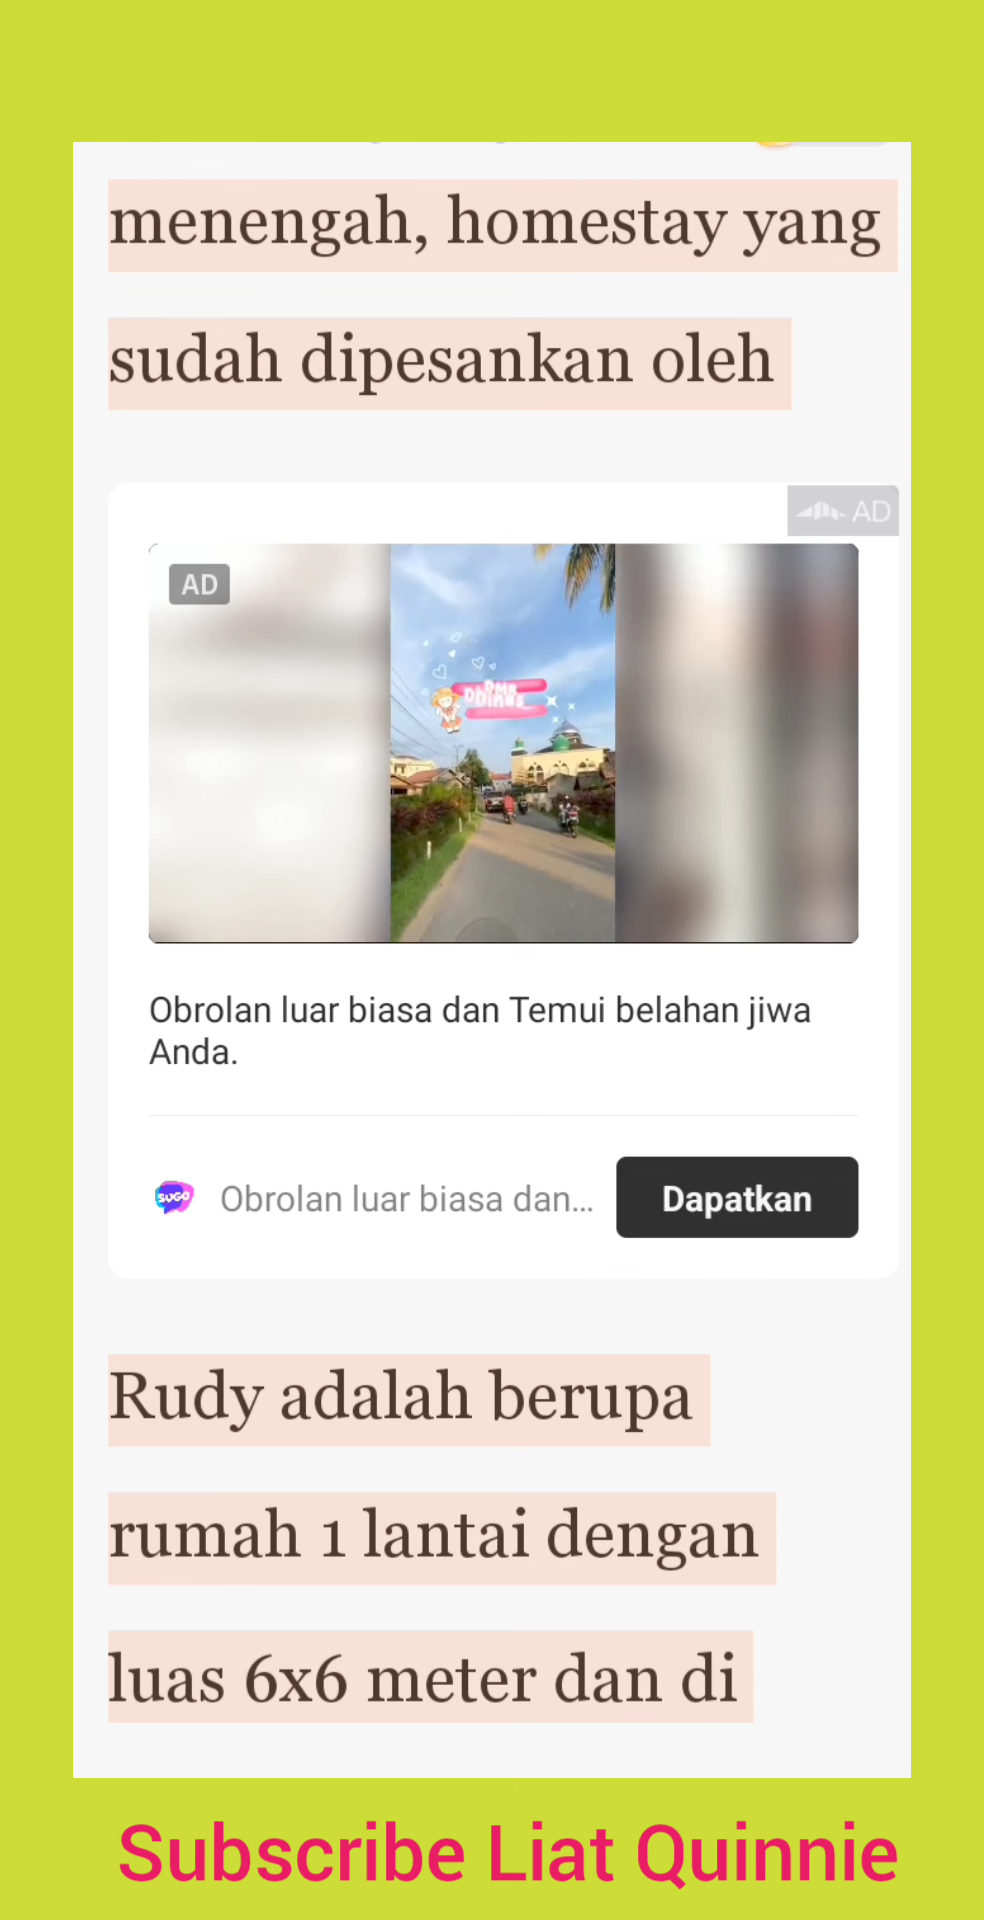 menengah, homestay yang
sudah dipesankan oleh
AD
AD
Obrolan luar biasa dan Temui belahan jiwa
Anda.
SUGO
Obrolan luar biasa dan...
Dapatkan
Rudy adalah berupa
rumah 1 lantai dengan
luas 6x6 meter dan di
Subscribe Liat Quinnie